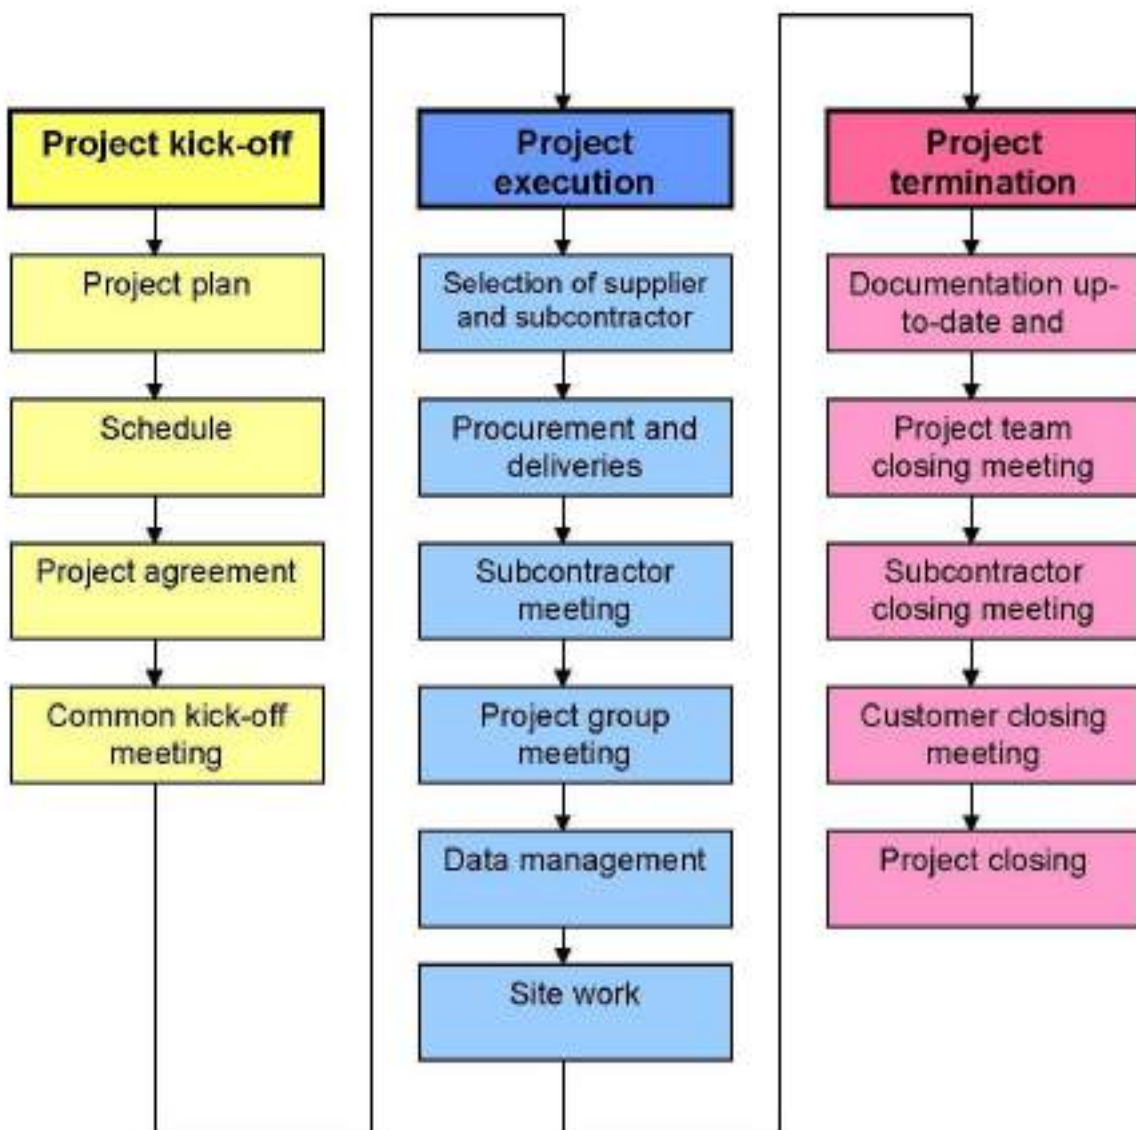 Project kick-off
Project plan
Schedule
Project agreement
Common kick-off
meeting
Project
execution
Selection of supplier
and subcontractor
Procurement and
deliveries
Subcontractor
meeting
Project group
meeting
Data management
Site work
Project
termination
Documentation up-
to-date and
Project team
closing meeting
Subcontractor
closing meeting
Customer closing
meeting
Project closing